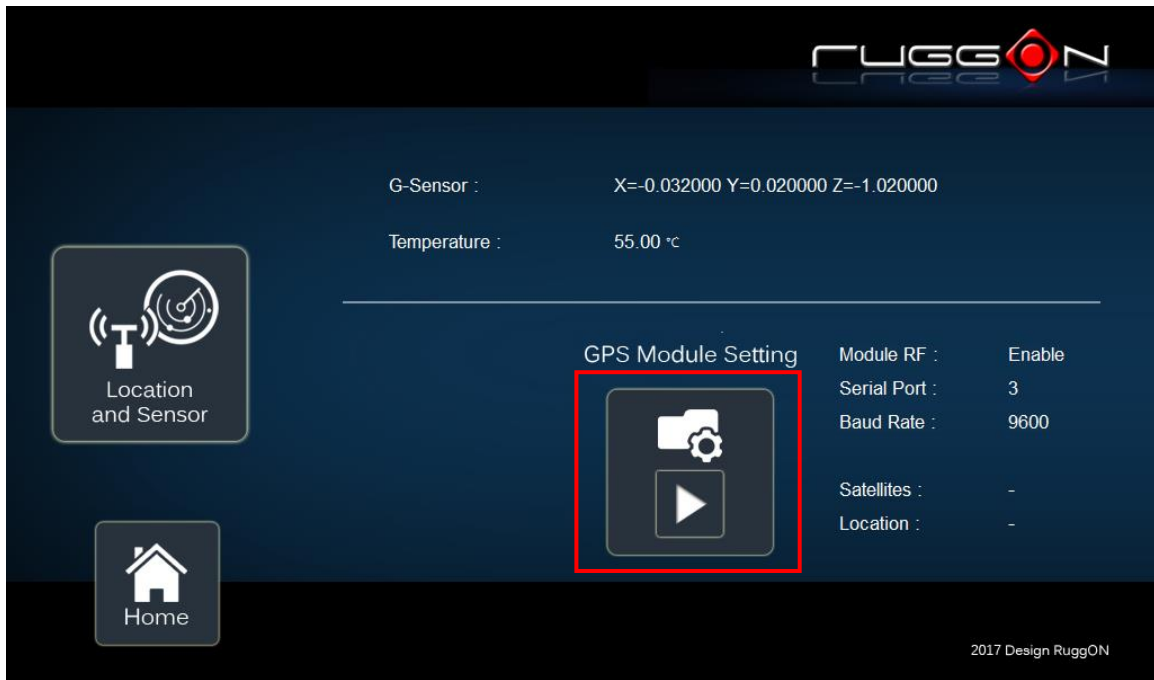 ruggON
G-Sensor : X=-0.032000 Y=0.020000 Z=-1.020000
Temperature : 55.00 °C
Location
and Sensor
GPS Module Setting
Module RF : Enable
Serial Port : 3
Baud Rate : 9600
Satellites : -
Location : -
Home
2017 Design RuggON